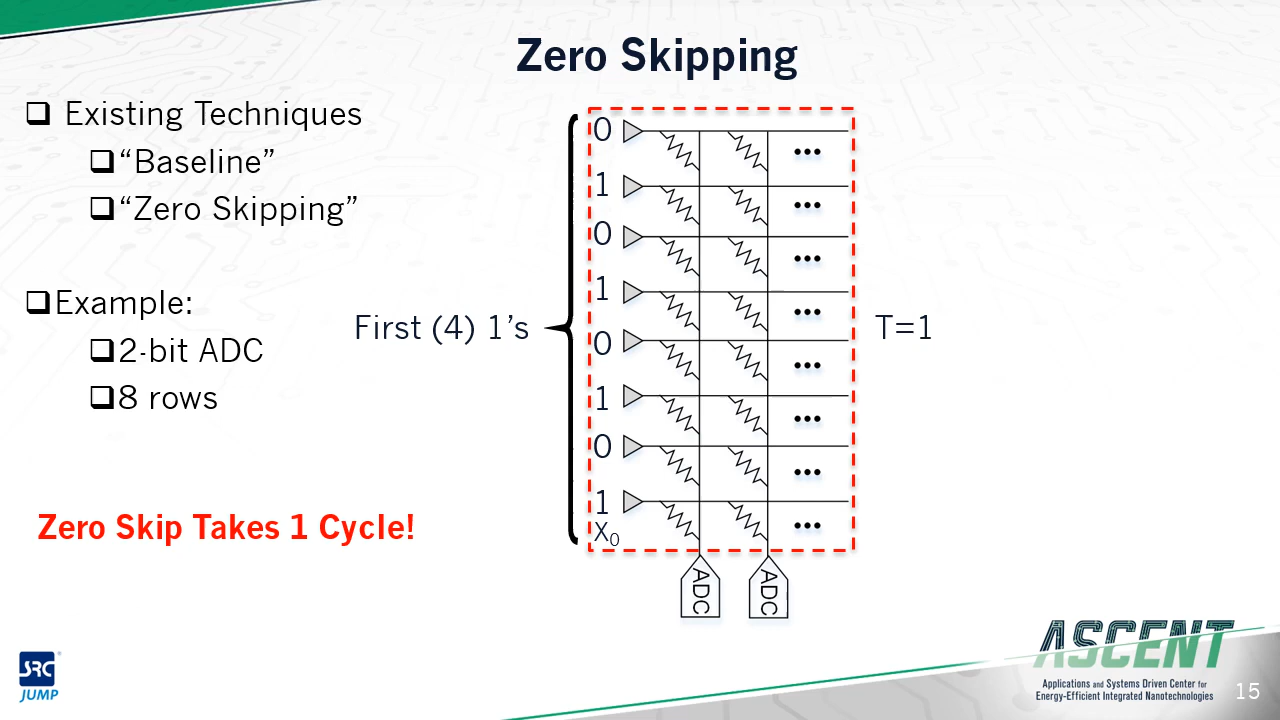 Zero Skipping
❑ Existing Techniques
❑ “Baseline”
❑ “Zero Skipping”
❑ Example:
❑ 2-bit ADC
❑ 8 rows
Zero Skip Takes 1 Cycle!
First (4) 1’s
0
1
0
1
0
1
0
1
X₀
•••
•••
•••
•••
•••
•••
•••
•••
T=1
ADC
ADC
SRC®
JUMP
ASCENT
Applications and Systems Driven Center for
Energy-Efficient Integrated Nanotechnologies
15